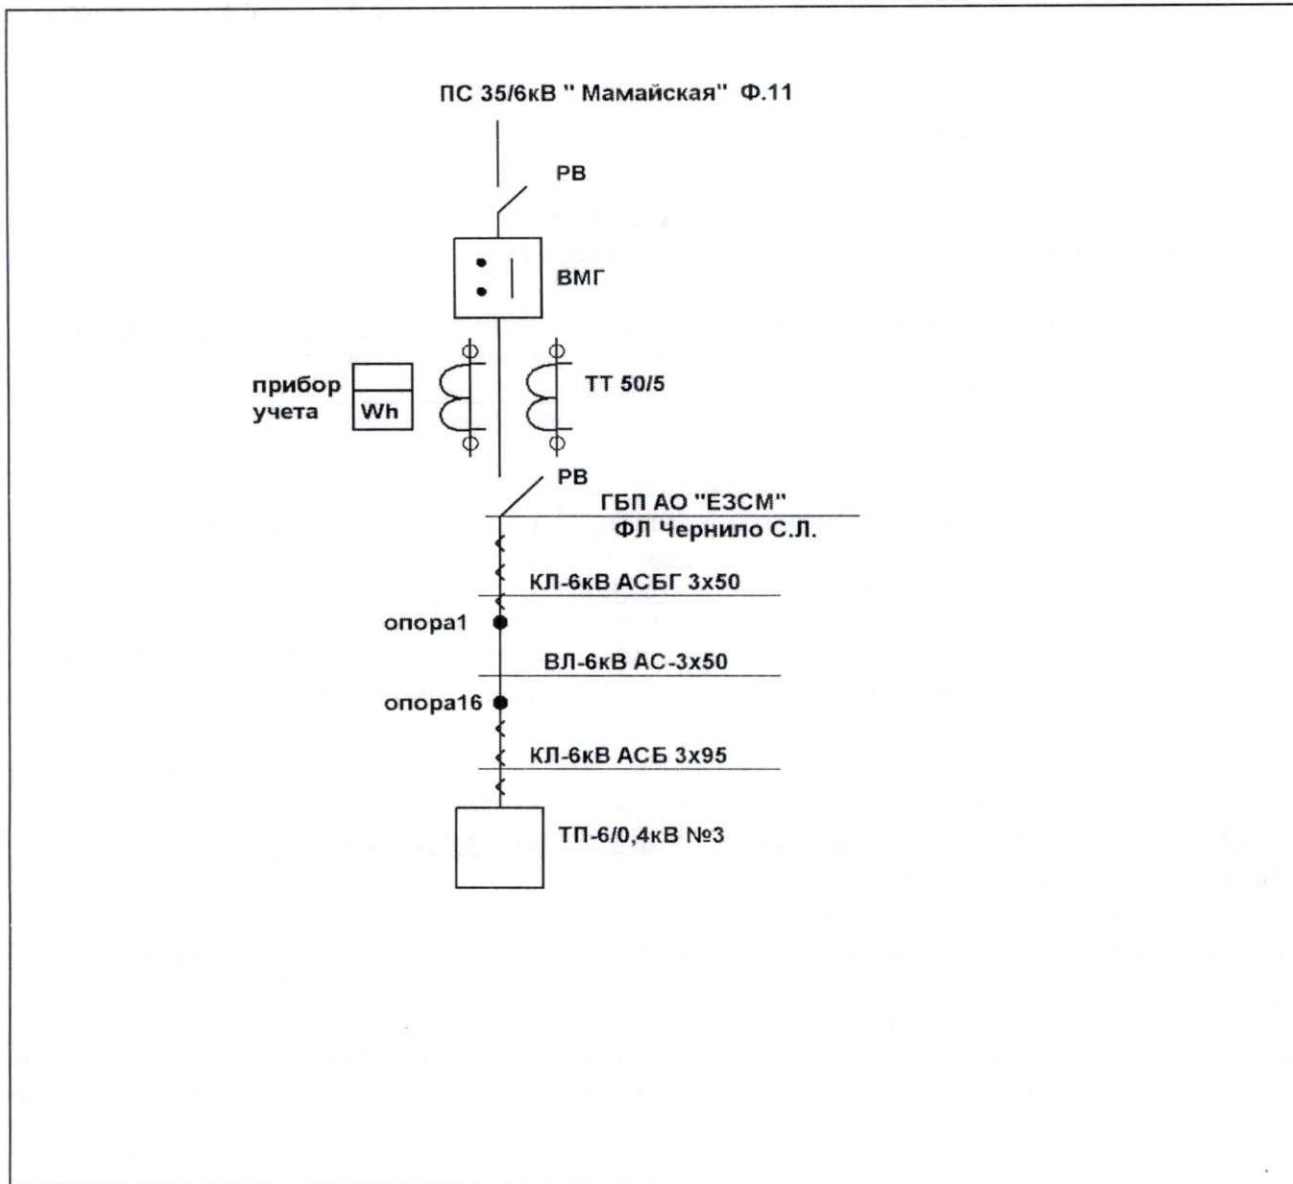 ПС 35/6кВ " Мамайская" Ф.11
РВ
ВМГ
прибор
учета
Wh
ТТ 50/5
РВ
ГБП АО "ЕЗСМ"
ФЛ Чернило С.Л.
КЛ-6кВ АСБГ 3х50
опора1
ВЛ-6кВ АС-3х50
опора16
КЛ-6кВ АСБ 3х95
ТП-6/0,4кВ №3